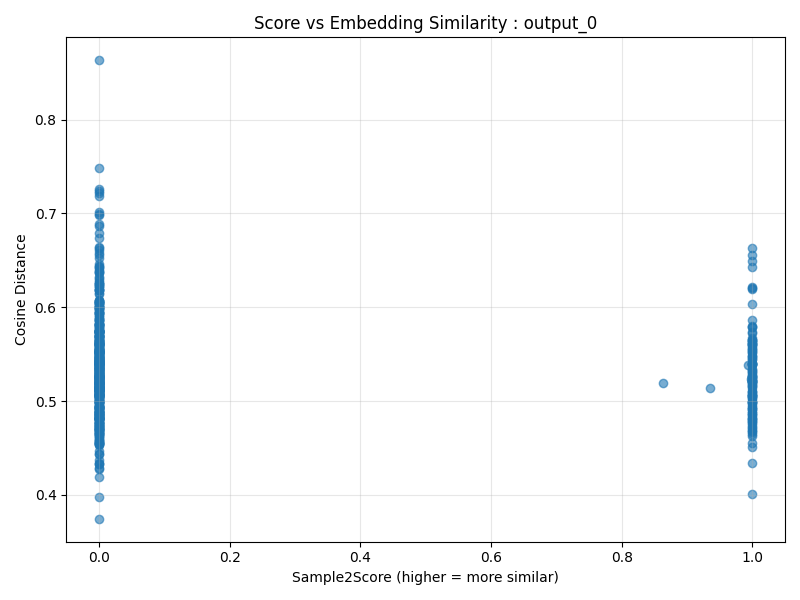 Score vs Embedding Similarity : output_0
Cosine Distance
0.8
0.7
0.6
0.5
0.4
0.0 0.2 0.4 0.6 0.8 1.0
Sample2Score (higher = more similar)